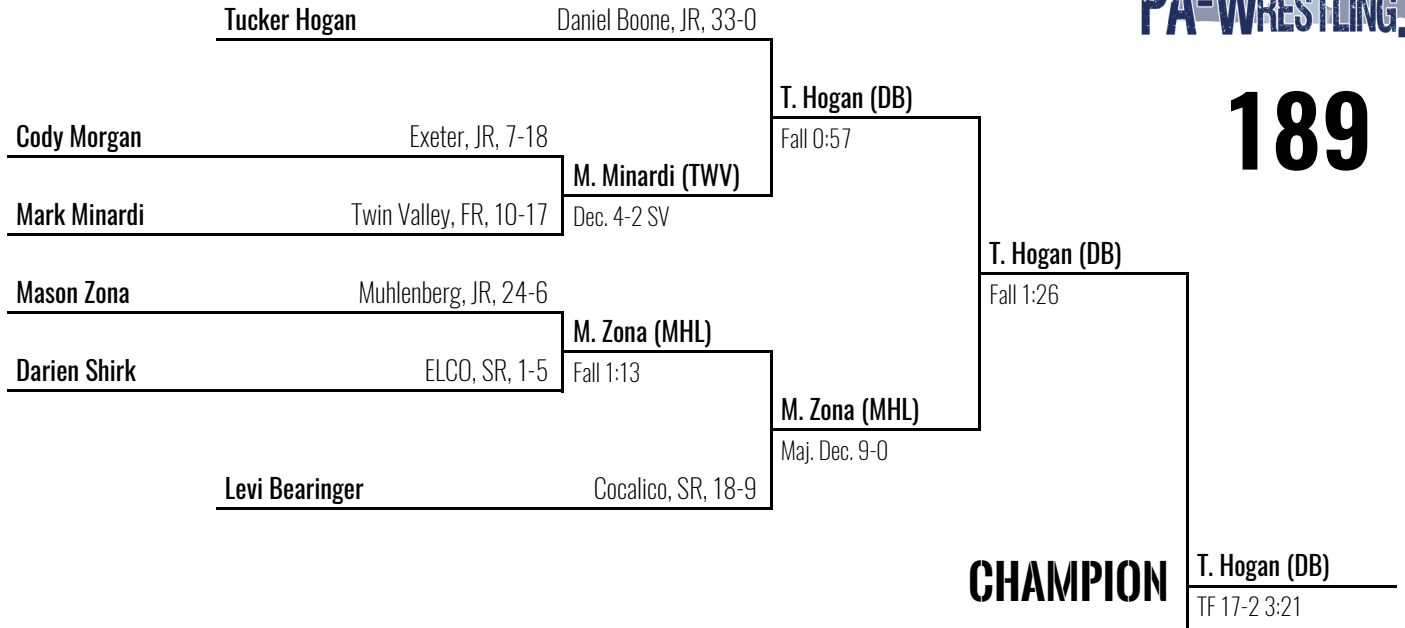 Tucker Hogan Daniel Boone, JR, 33-0
PA-WRESTLING.
T. Hogan (DB)
189
Cody Morgan Exeter, JR, 7-18
Fall 0:57
M. Minardi (TWV)
Mark Minardi Twin Valley, FR, 10-17
Dec. 4-2 SV
T. Hogan (DB)
Mason Zona Muhlenberg, JR, 24-6
Fall 1:26
M. Zona (MHL)
Darien Shirk ELCO, SR, 1-5
Fall 1:13
M. Zona (MHL)
Maj. Dec. 9-0
Levi Bearinger Cocalico, SR, 18-9
CHAMPION
T. Hogan (DB)
TF 17-2 3:21